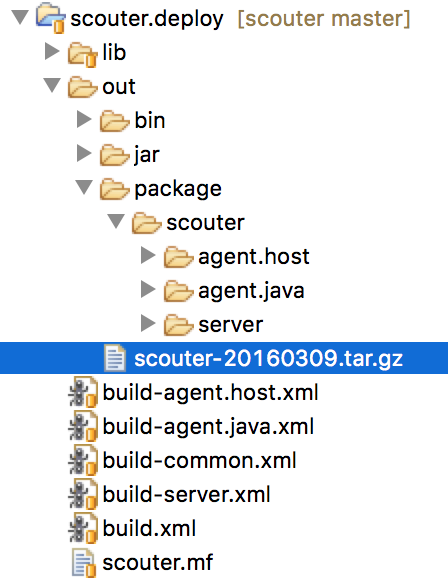 scouter.deploy [scouter master]
lib
out
bin
jar
package
scouter
agent.host
agent.java
server
scouter-20160309.tar.gz
build-agent.host.xml
build-agent.java.xml
build-common.xml
build-server.xml
build.xml
scouter.mf